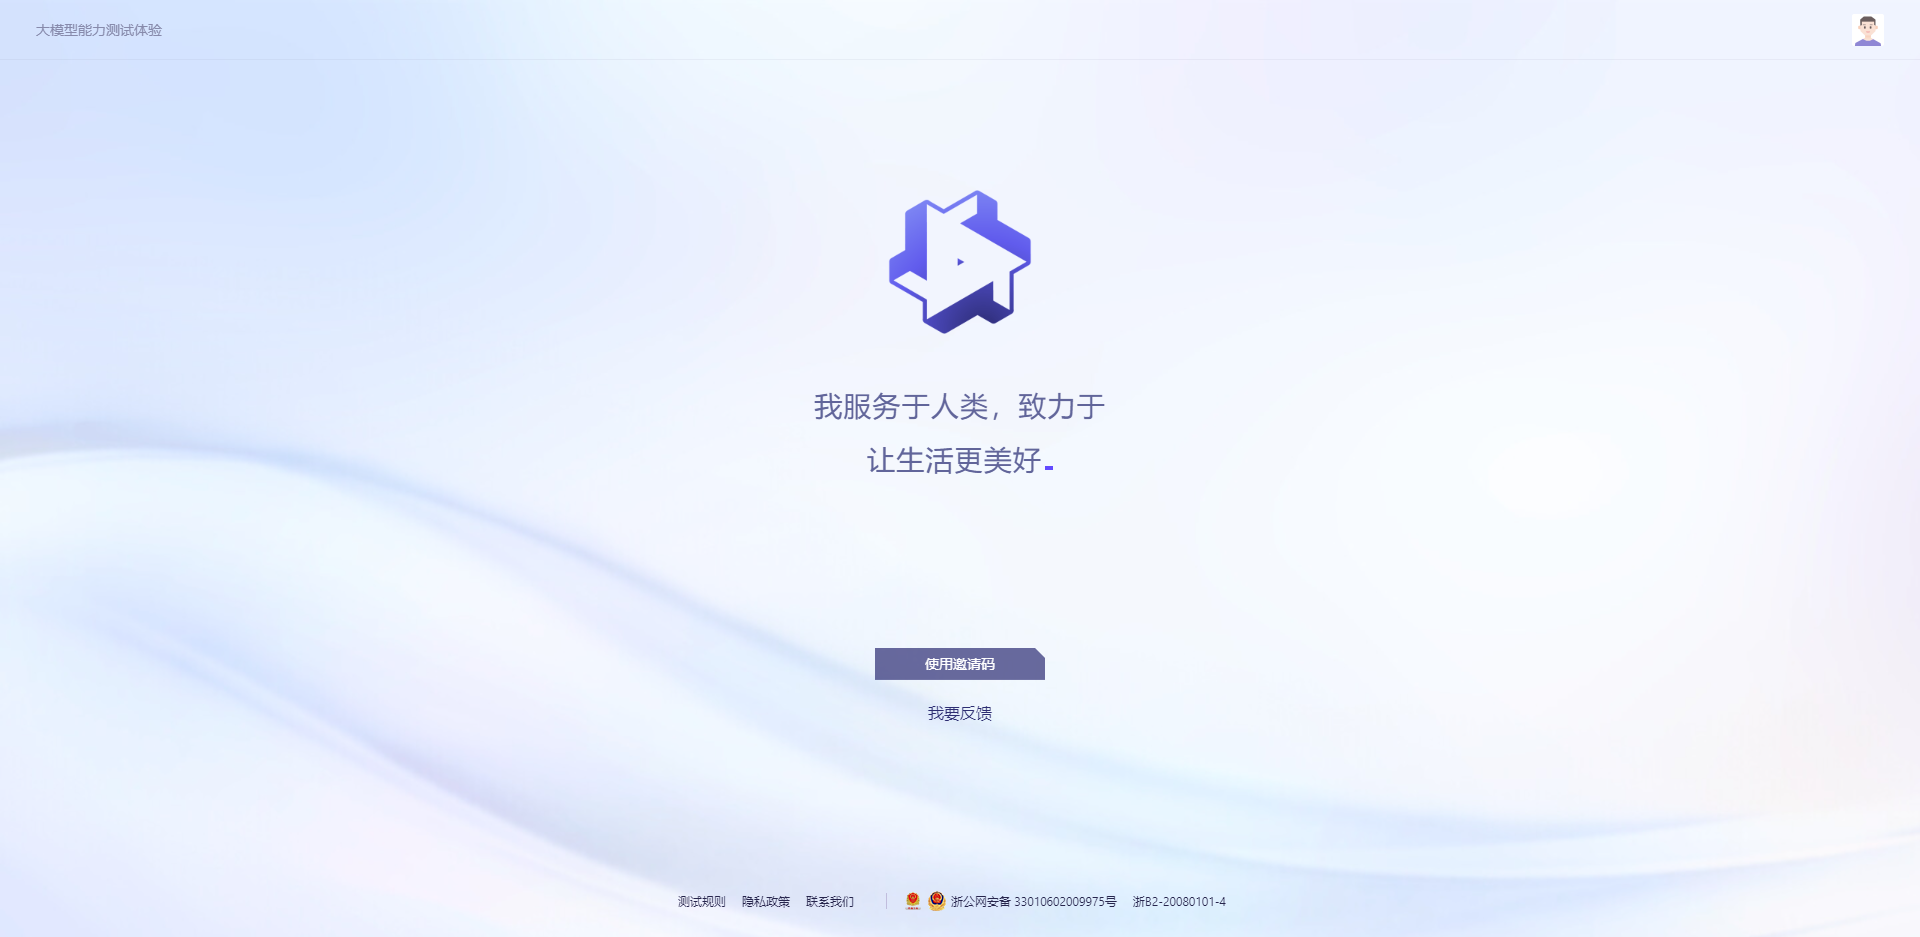 大模型能力测试体验
我服务于人类，致力于
让生活更美好
使用邀请码
我要反馈
测试规则 隐私政策 联系我们 浙公网安备 33010602009975号 浙B2-20080101-4